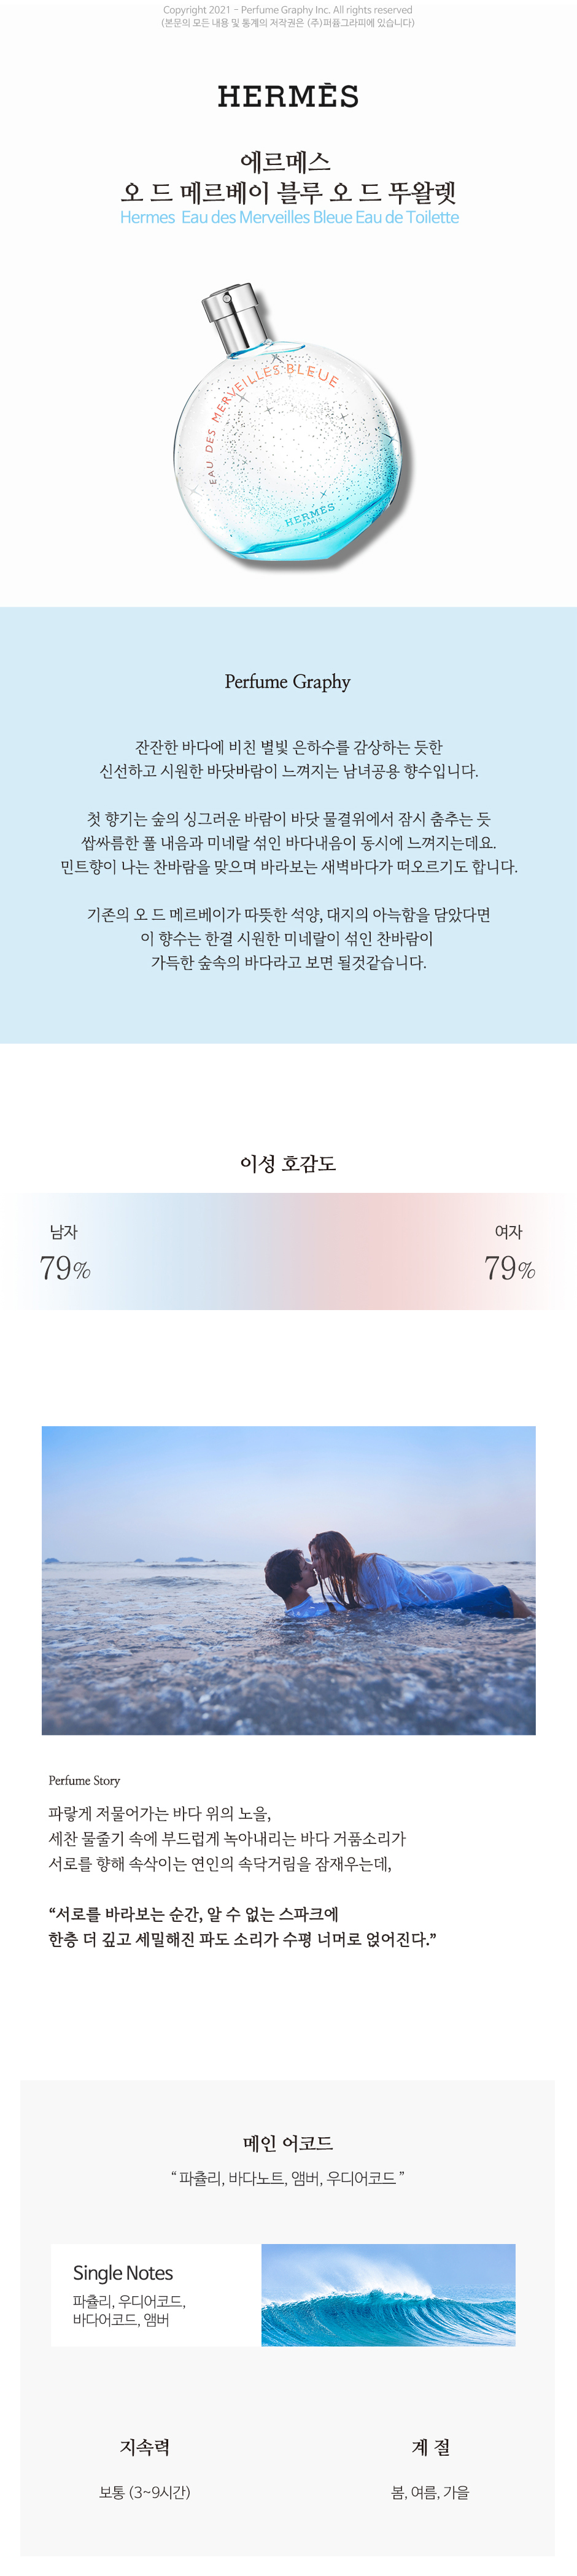 Copyright 2021 - Perfume Graphy Inc. All rights reserved
(본문의 모든 내용 및 통계의 저작권은 (주)퍼퓸그라피에 있습니다)
HERMÈS
에르메스
오 드 메르베이 블루 오 드 뚜왈렛
Hermes Eau des Merveilles Bleue Eau de Toilette
EAU DES MERVEILLES BLEUE
HERMÈS
PARIS
Perfume Graphy
잔잔한 바다에 비친 별빛 은하수를 감상하는 듯한
신선하고 시원한 바닷바람이 느껴지는 남녀공용 향수입니다.
첫 향기는 숲의 싱그러운 바람이 바닷 물결위에서 잠시 춤추는 듯
쌉싸름한 풀 내음과 미네랄 섞인 바다내음이 동시에 느껴지는데요.
민트향이 나는 찬바람을 맞으며 바라보는 새벽바다가 떠오르기도 합니다.
기존의 오 드 메르베이가 따뜻한 석양, 대지의 아늑함을 담았다면
이 향수는 한결 시원한 미네랄이 섞인 찬바람이
가득한 숲속의 바다라고 보면 될것같습니다.
이성 호감도
남자 여자
79% 79%
Perfume Story
파랗게 저물어가는 바다 위의 노을,
세찬 물줄기 속에 부드럽게 녹아내리는 바다 거품소리가
서로를 향해 속삭이는 연인의 속닥거림을 잠재우는데,
“서로를 바라보는 순간, 알 수 없는 스파크에
한층 더 깊고 세밀해진 파도 소리가 수평 너머로 얹어진다.”
메인 어코드
“ 파츌리, 바다노트, 앰버, 우디어코드 ”
Single Notes
파츌리, 우디어코드,
바다어코드, 앰버
지속력 계 절
보통 (3~9시간) 봄, 여름, 가을